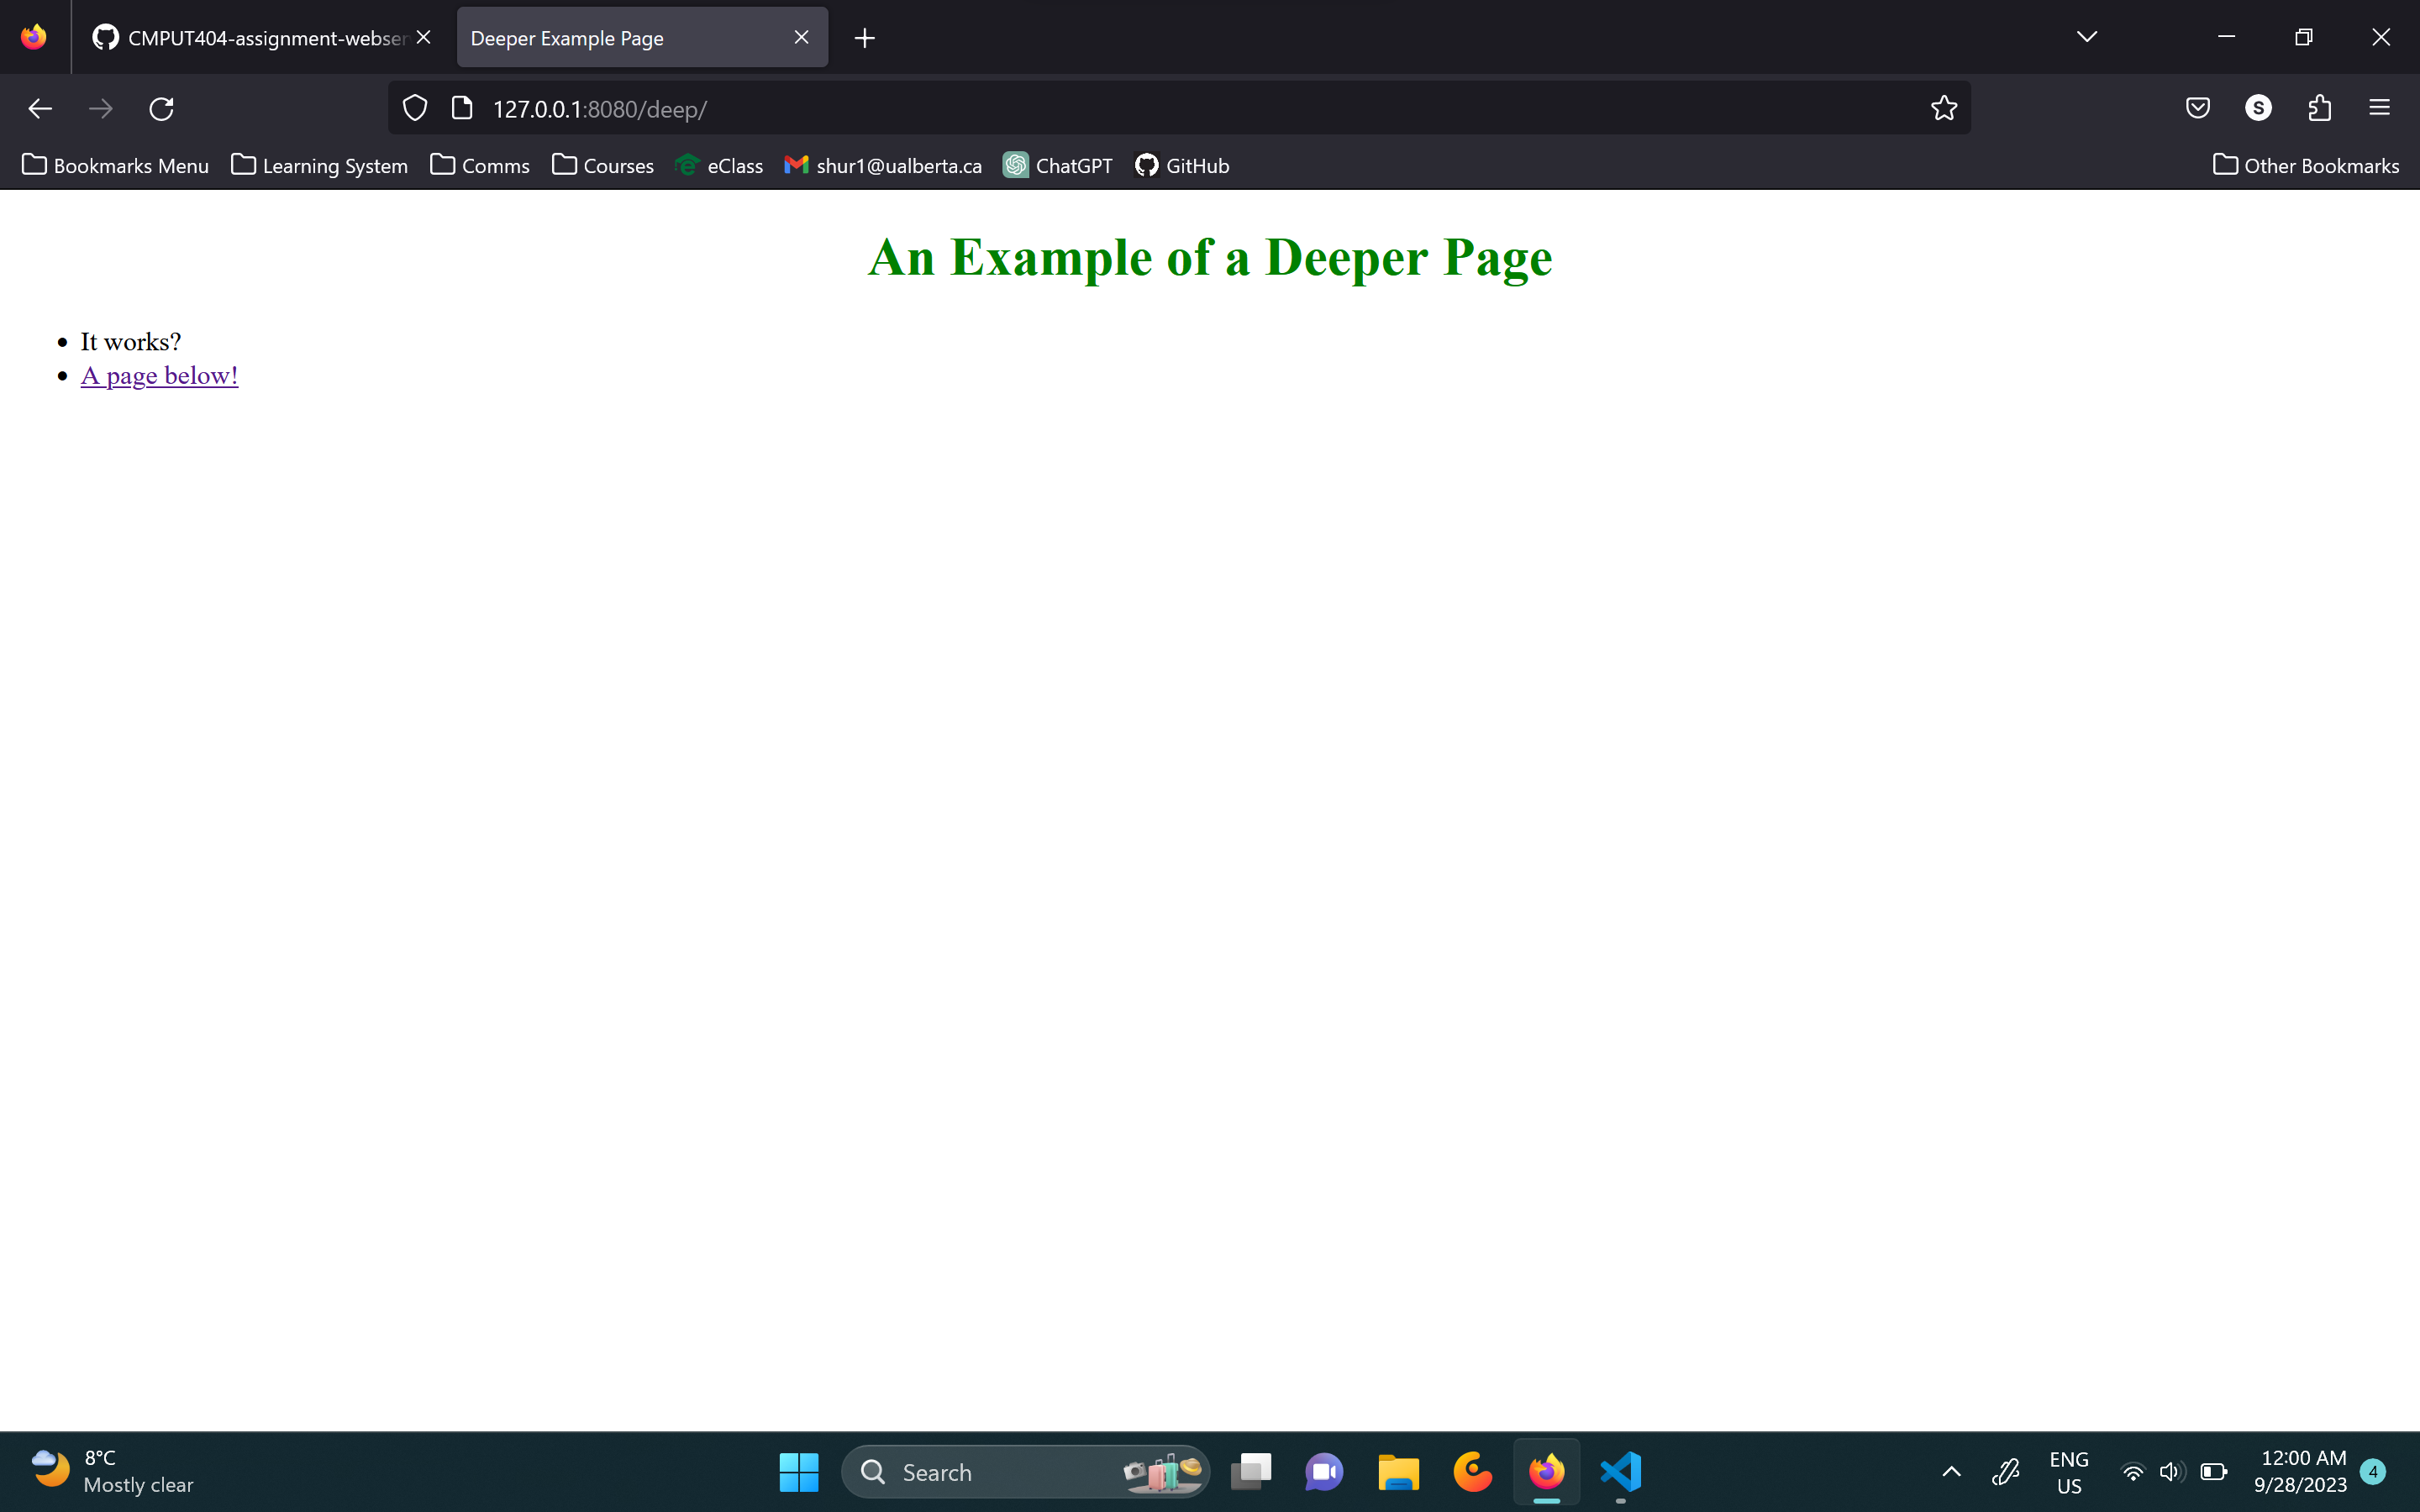 CMPUT404-assignment-webser
Deeper Example Page
127.0.0.1:8080/deep/
S
Bookmarks Menu
Learning System
Comms
Courses
eClass
shur1@ualberta.ca
ChatGPT
GitHub
Other Bookmarks
An Example of a Deeper Page
It works?
A page below!
8°C
Mostly clear
Search
ENG
US
12:00 AM
9/28/2023
4